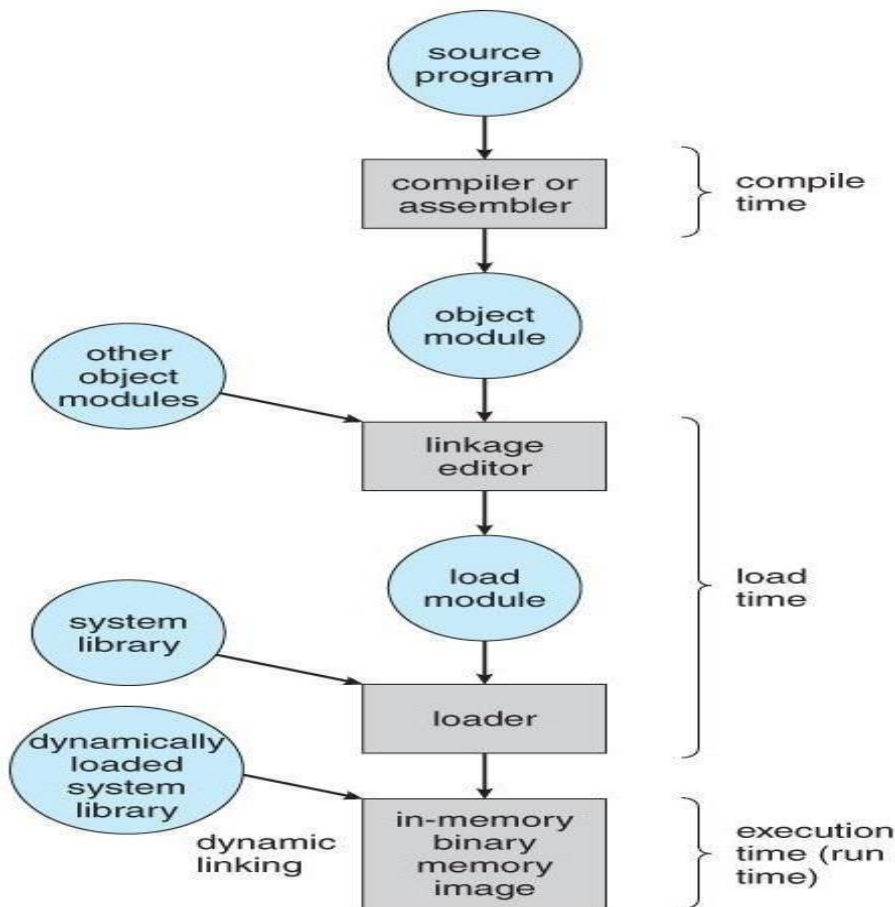 source
program
compiler or
assembler
compile
time
object
module
other
object
modules
linkage
editor
load
module
load
time
system
library
loader
dynamically
loaded
system
library
dynamic
linking
in-memory
binary
memory
image
execution
time (run
time)